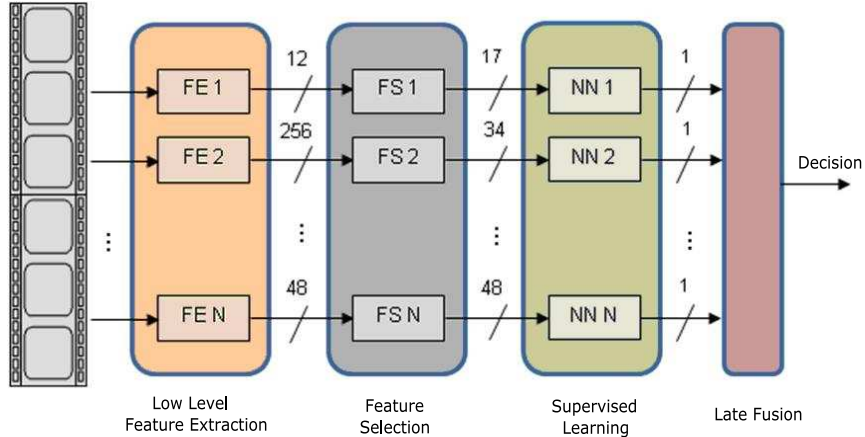 12
17
1
FE 1
FS 1
NN 1
256
34
1
FE 2
FS 2
NN 2
Decision
...
...
...
...
48
48
1
FE N
FS N
NN N
Low Level
Feature Extraction
Feature
Selection
Supervised
Learning
Late Fusion